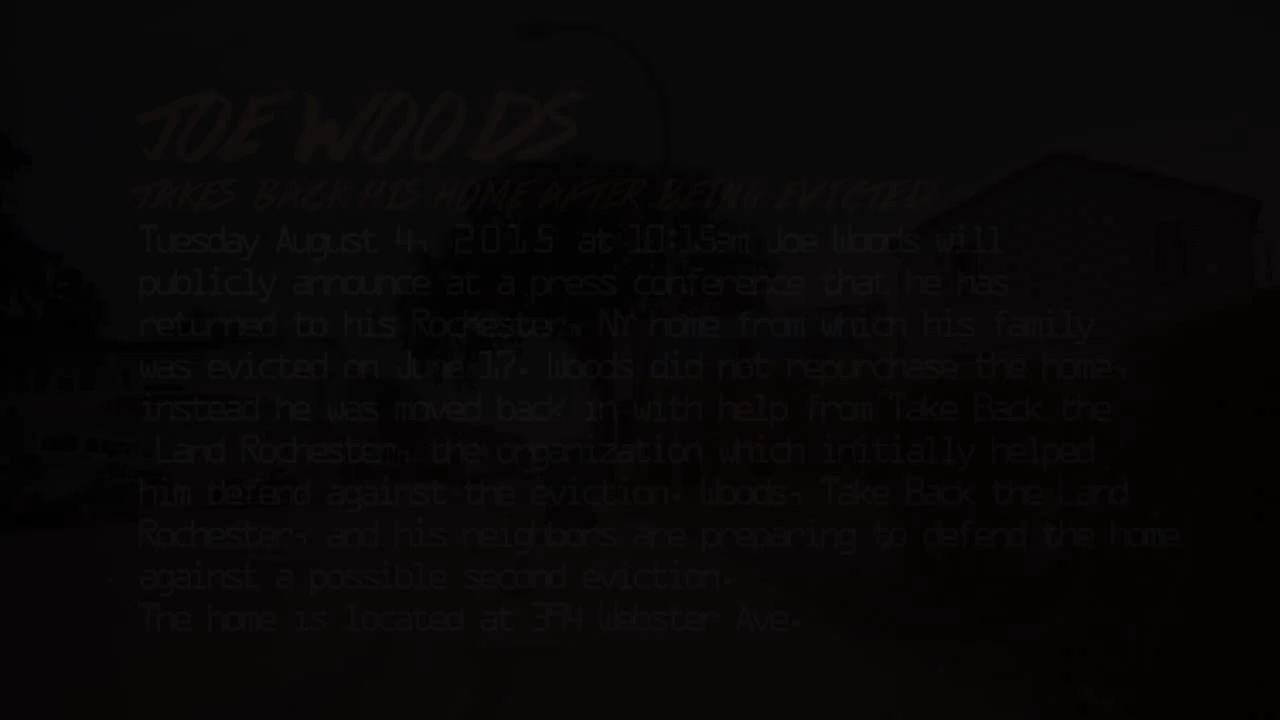 JOE WOODS
TAKES BACK HIS HOME AFTER BEING EVICTED
Tuesday August 4, 2015 at 10:15am Joe Woods will
publicly announce at a press conference that he has
returned to his Rochester, NY home from which his family
was evicted on June 17. Woods did not repurchase the home,
instead he was moved back in with help from Take Back the
Land Rochester, the organization which initially helped
him defend against the eviction. Woods, Take Back the Land
Rochester, and his neighbors are preparing to defend the home
against a possible second eviction.
The home is located at 374 Webster Ave.